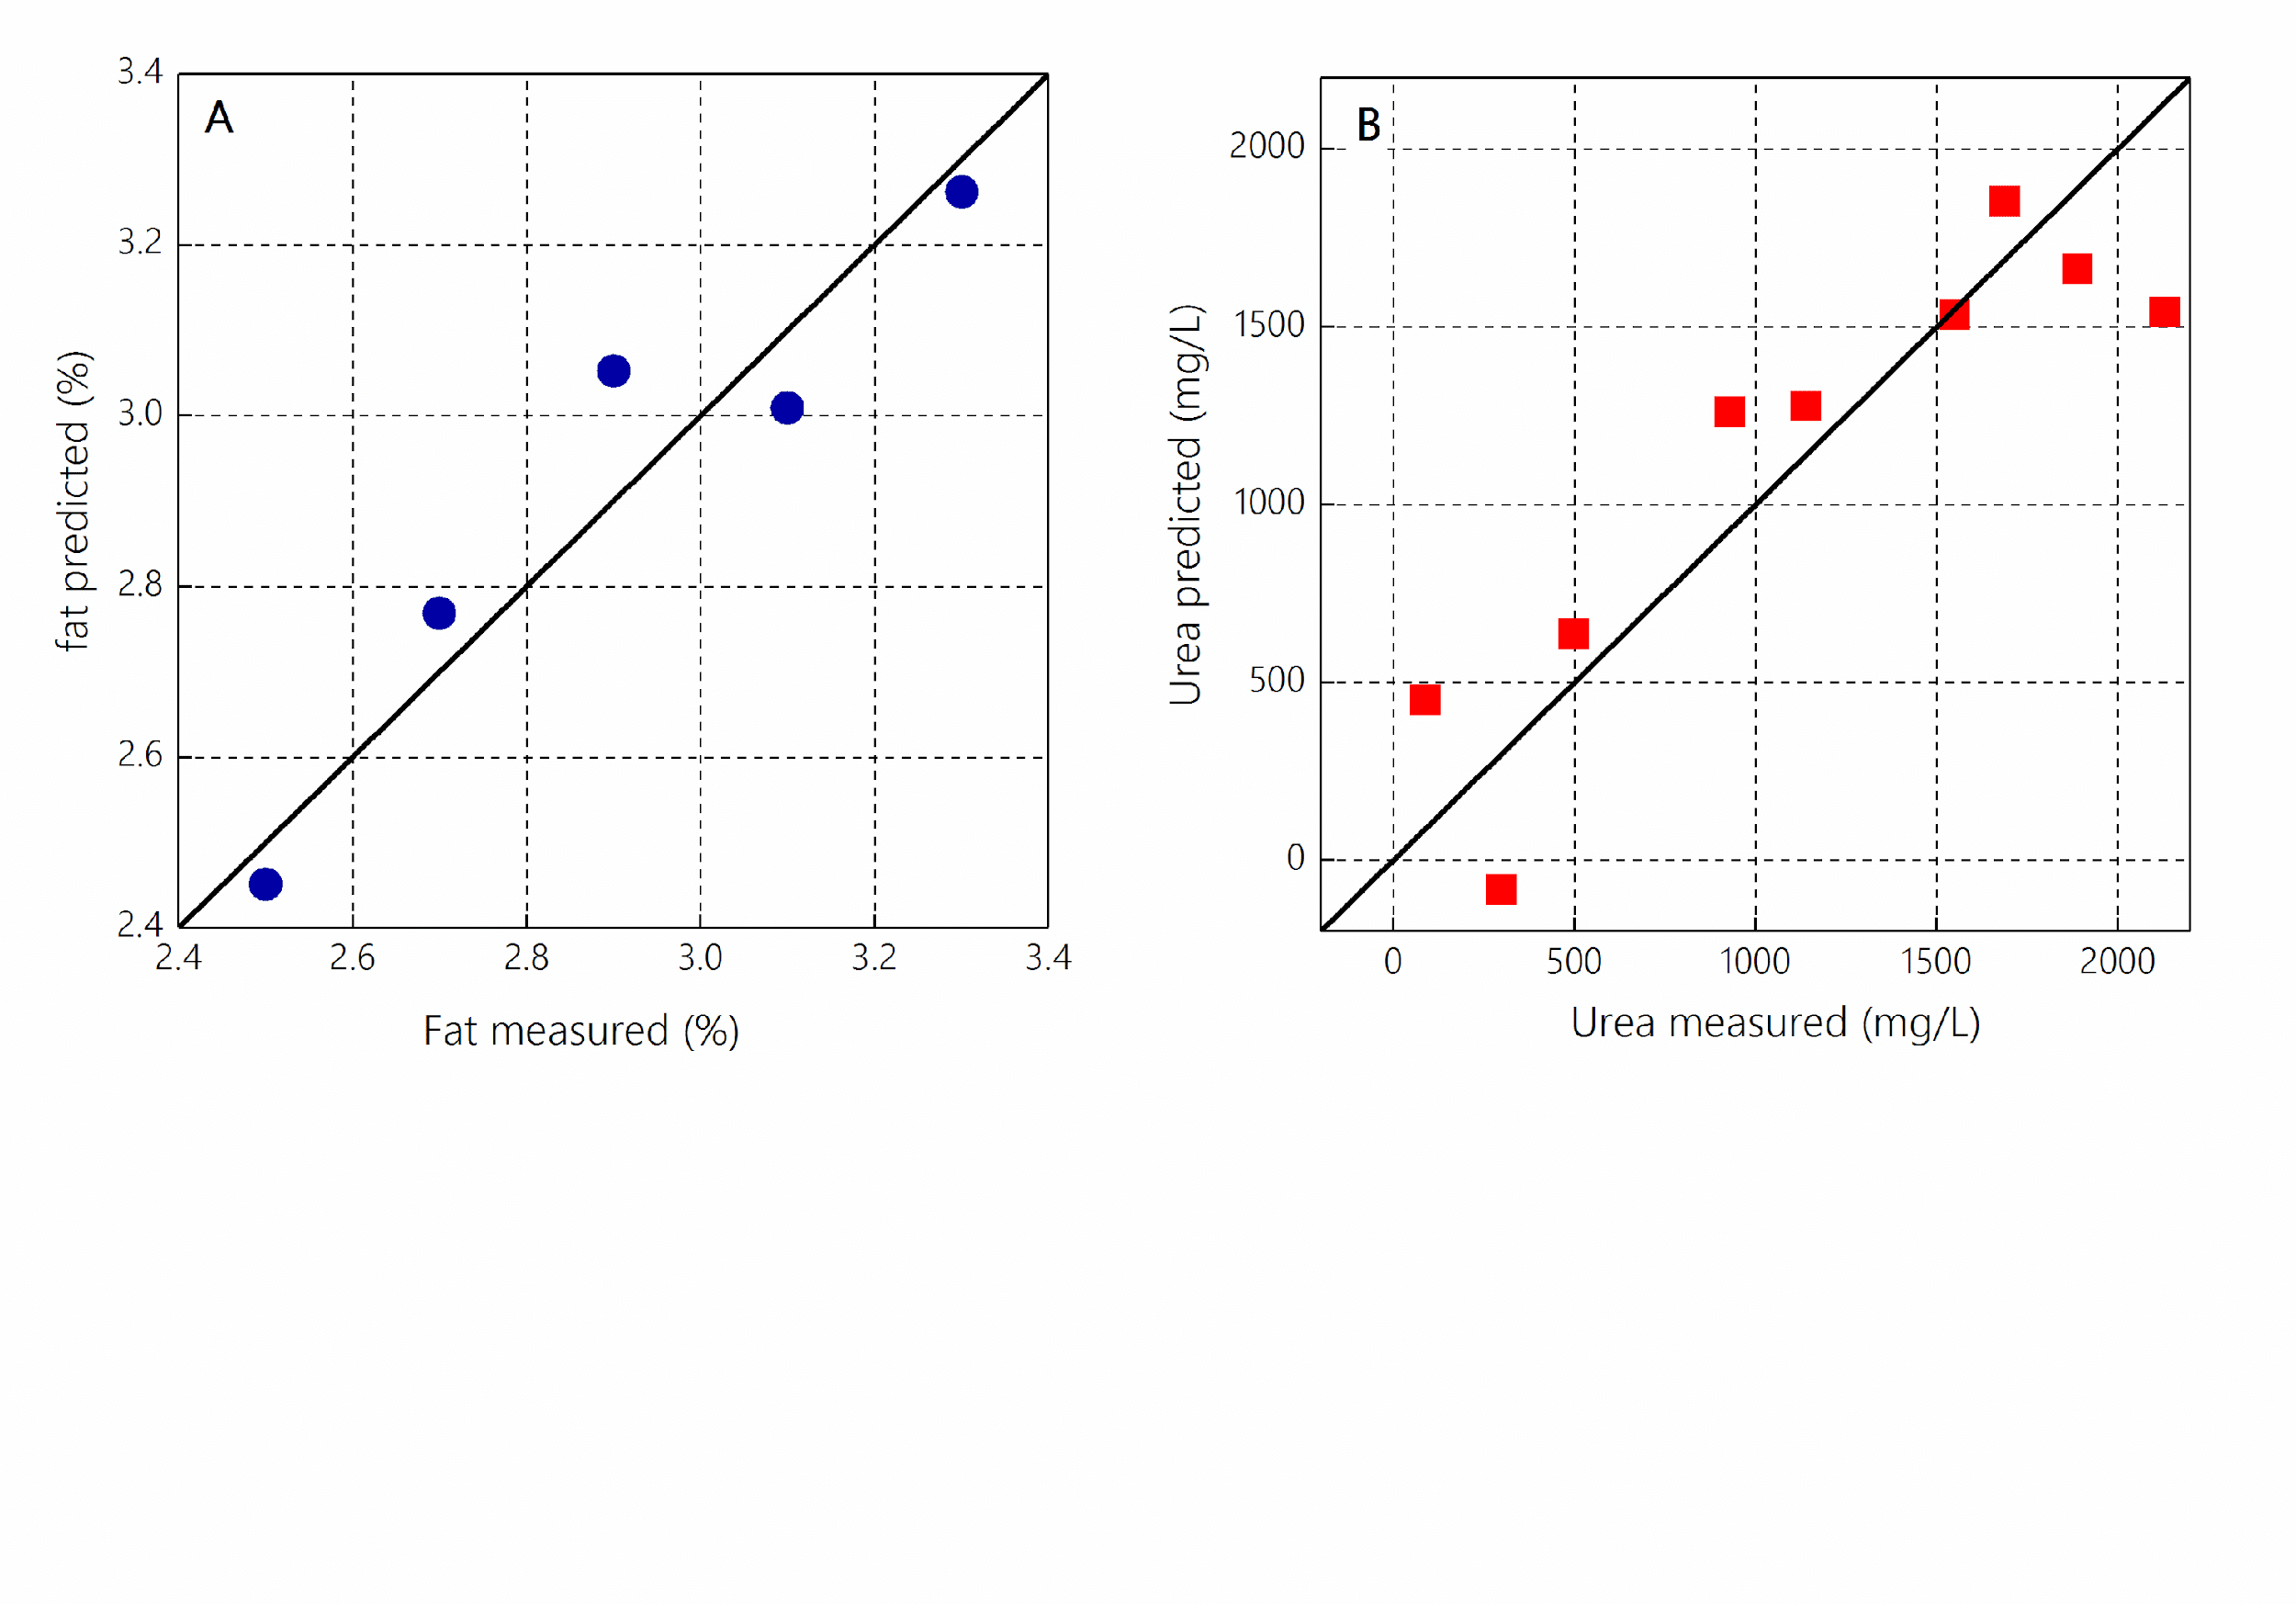 A
3.4
3.2
3.0
2.8
2.6
2.4
fat predicted (%)
2.4 2.6 2.8 3.0 3.2 3.4
Fat measured (%)
B
2000
1500
1000
500
0
Urea predicted (mg/L)
0 500 1000 1500 2000
Urea measured (mg/L)